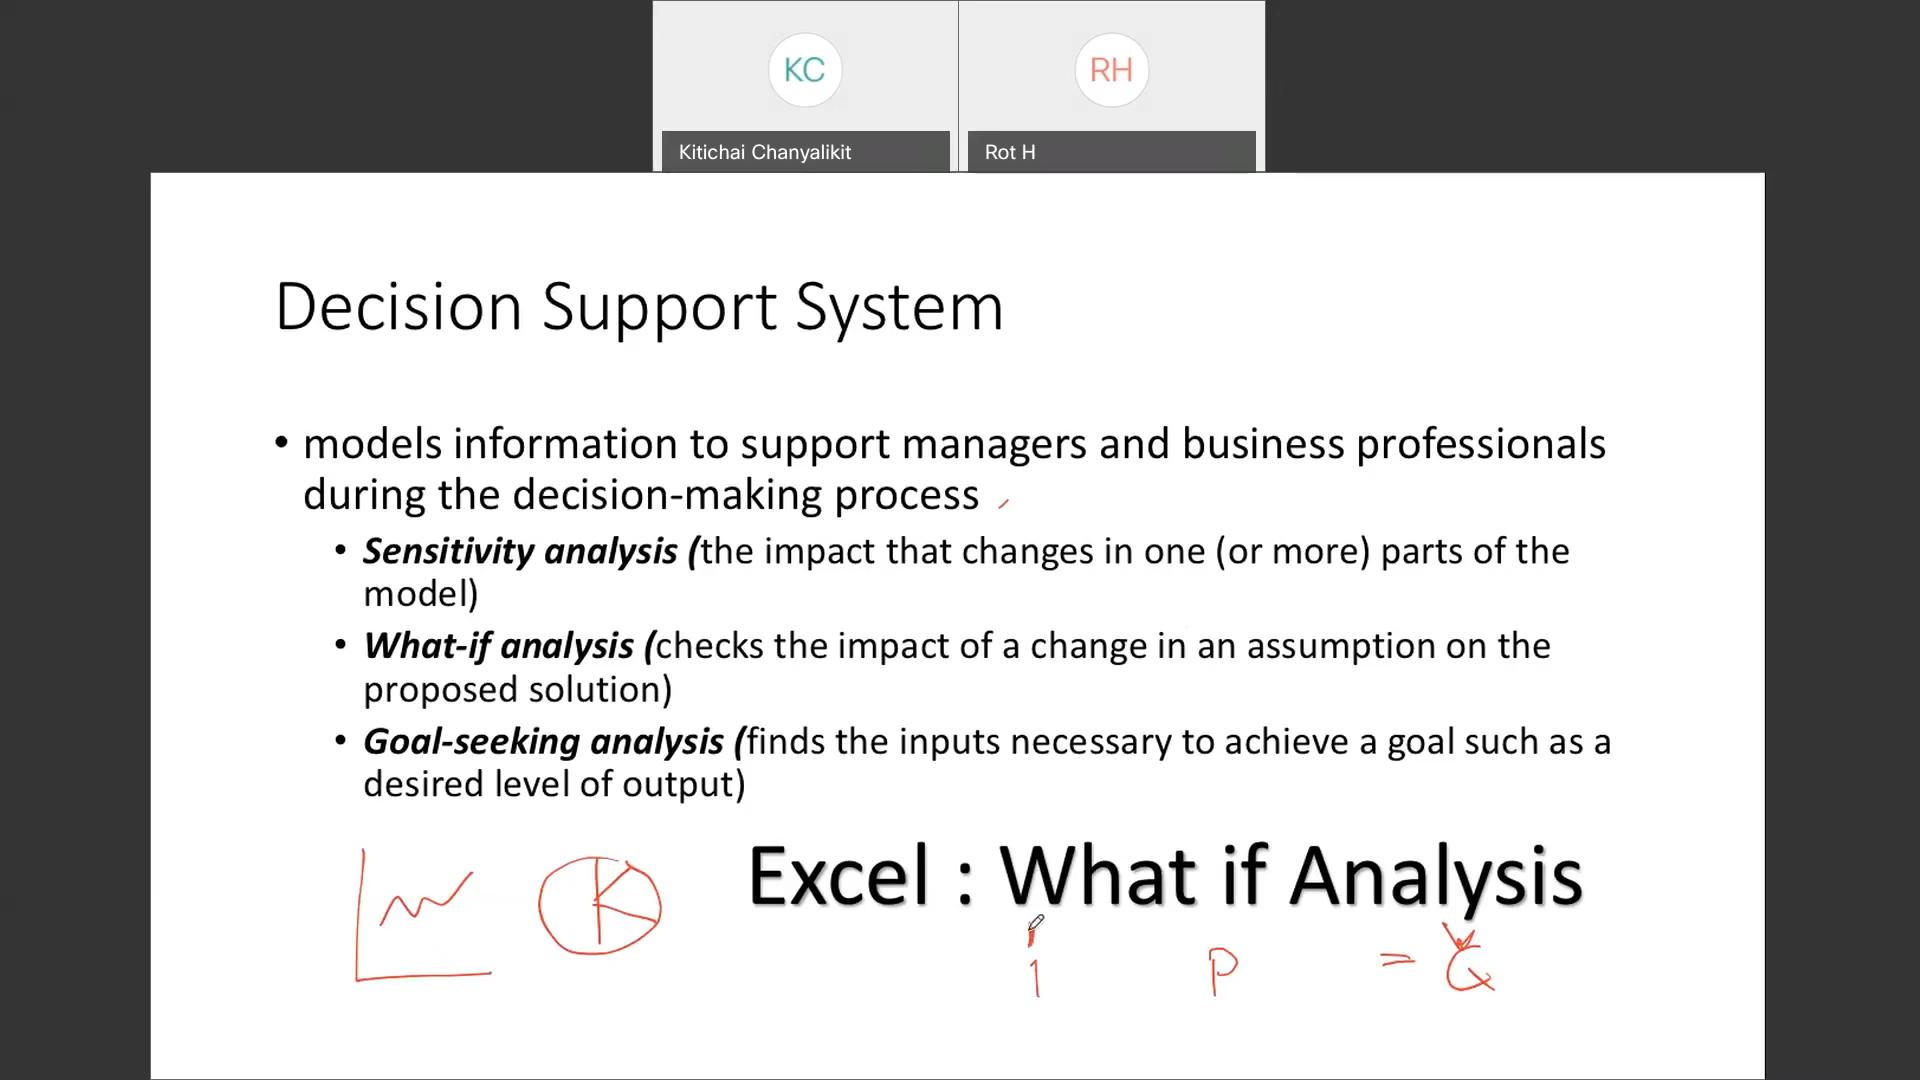 KC
RH
Kitichai Chanyalikit
Rot H
Decision Support System
• models information to support managers and business professionals
during the decision-making process
• Sensitivity analysis (the impact that changes in one (or more) parts of the
model)
• What-if analysis (checks the impact of a change in an assumption on the
proposed solution)
• Goal-seeking analysis (finds the inputs necessary to achieve a goal such as a
desired level of output)
Excel : What if Analysis
1 P =